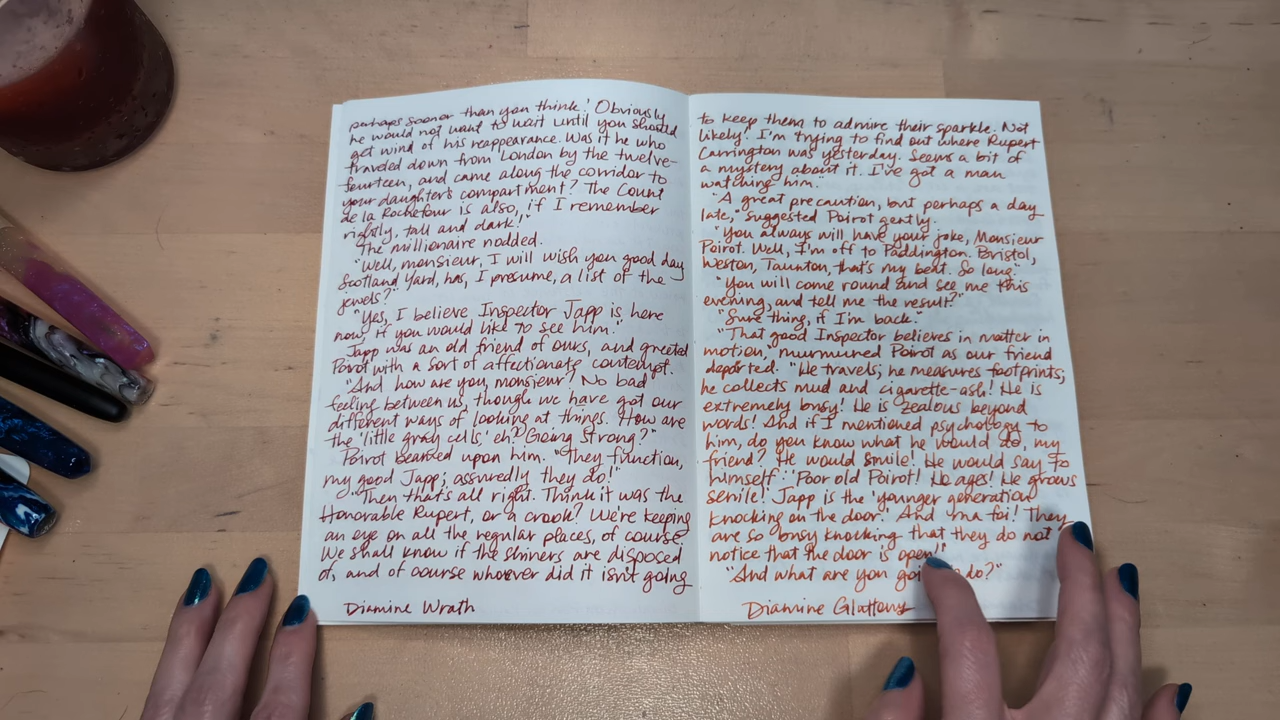 perhaps sooner than you think.' Obviously
he would not want to wait until you should
get wind of his reappearance. Was it he who
traveled down from London by the twelve-
fourteen, and came along the corridor to
your daughter's compartment? The Count
de la Rochefour is also, if I remember
rightly, tall and dark!"
The millionaire nodded.
"Well, monsieur, I will wish you good day
Scotland Yard, has, I presume, a list of the
jewels?"
"Yes, I believe Inspector Japp is here
now, if you would like to see him."
Japp was an old friend of ours, and greeted
Poirot with a sort of affectionate contempt.
"And how are you, monsieur? No bad
feeling between us, though we have got our
different ways of looking at things. How are
the 'little gray cells,' eh? Going strong?"
Poirot beamed upon him. "They function,
my good Japp; assuredly they do!"
"Then that's all right. Think it was the
Honorable Rupert, or a crook? We're keeping
an eye on all the regular places, of course.
We shall know if the shiners are disposed
of, and of course whoever did it isn't going
Diamine Wrath
to keep them to admire their sparkle. Not
likely! I'm trying to find out where Rupert
Carrington was yesterday. Seems a bit of
a mystery about it. I've got a man
watching him."
"A great precaution, but perhaps a day
late," suggested Poirot gently.
"You always will have your joke, Monsieur
Poirot. Well, I'm off to Paddington. Bristol,
Weston, Taunton, that's my beat. So long."
"You will come round and see me this
evening, and tell me the result?"
"Sure thing, if I'm back."
"That good Inspector believes in matter in
motion," murmured Poirot as our friend
departed. "He travels; he measures footprints;
he collects mud and cigarette-ash! He is
extremely busy! He is zealous beyond
words! And if I mentioned psychology to
him, do you know what he would do, my
friend? He would smile! He would say to
himself: 'Poor old Poirot! He ages! He grows
senile!' Japp is the 'younger generation
knocking on the door.' And ma foi! They
are so busy knocking that they do not
notice that the door is open!"
"And what are you do?"
Diamine Gluttony